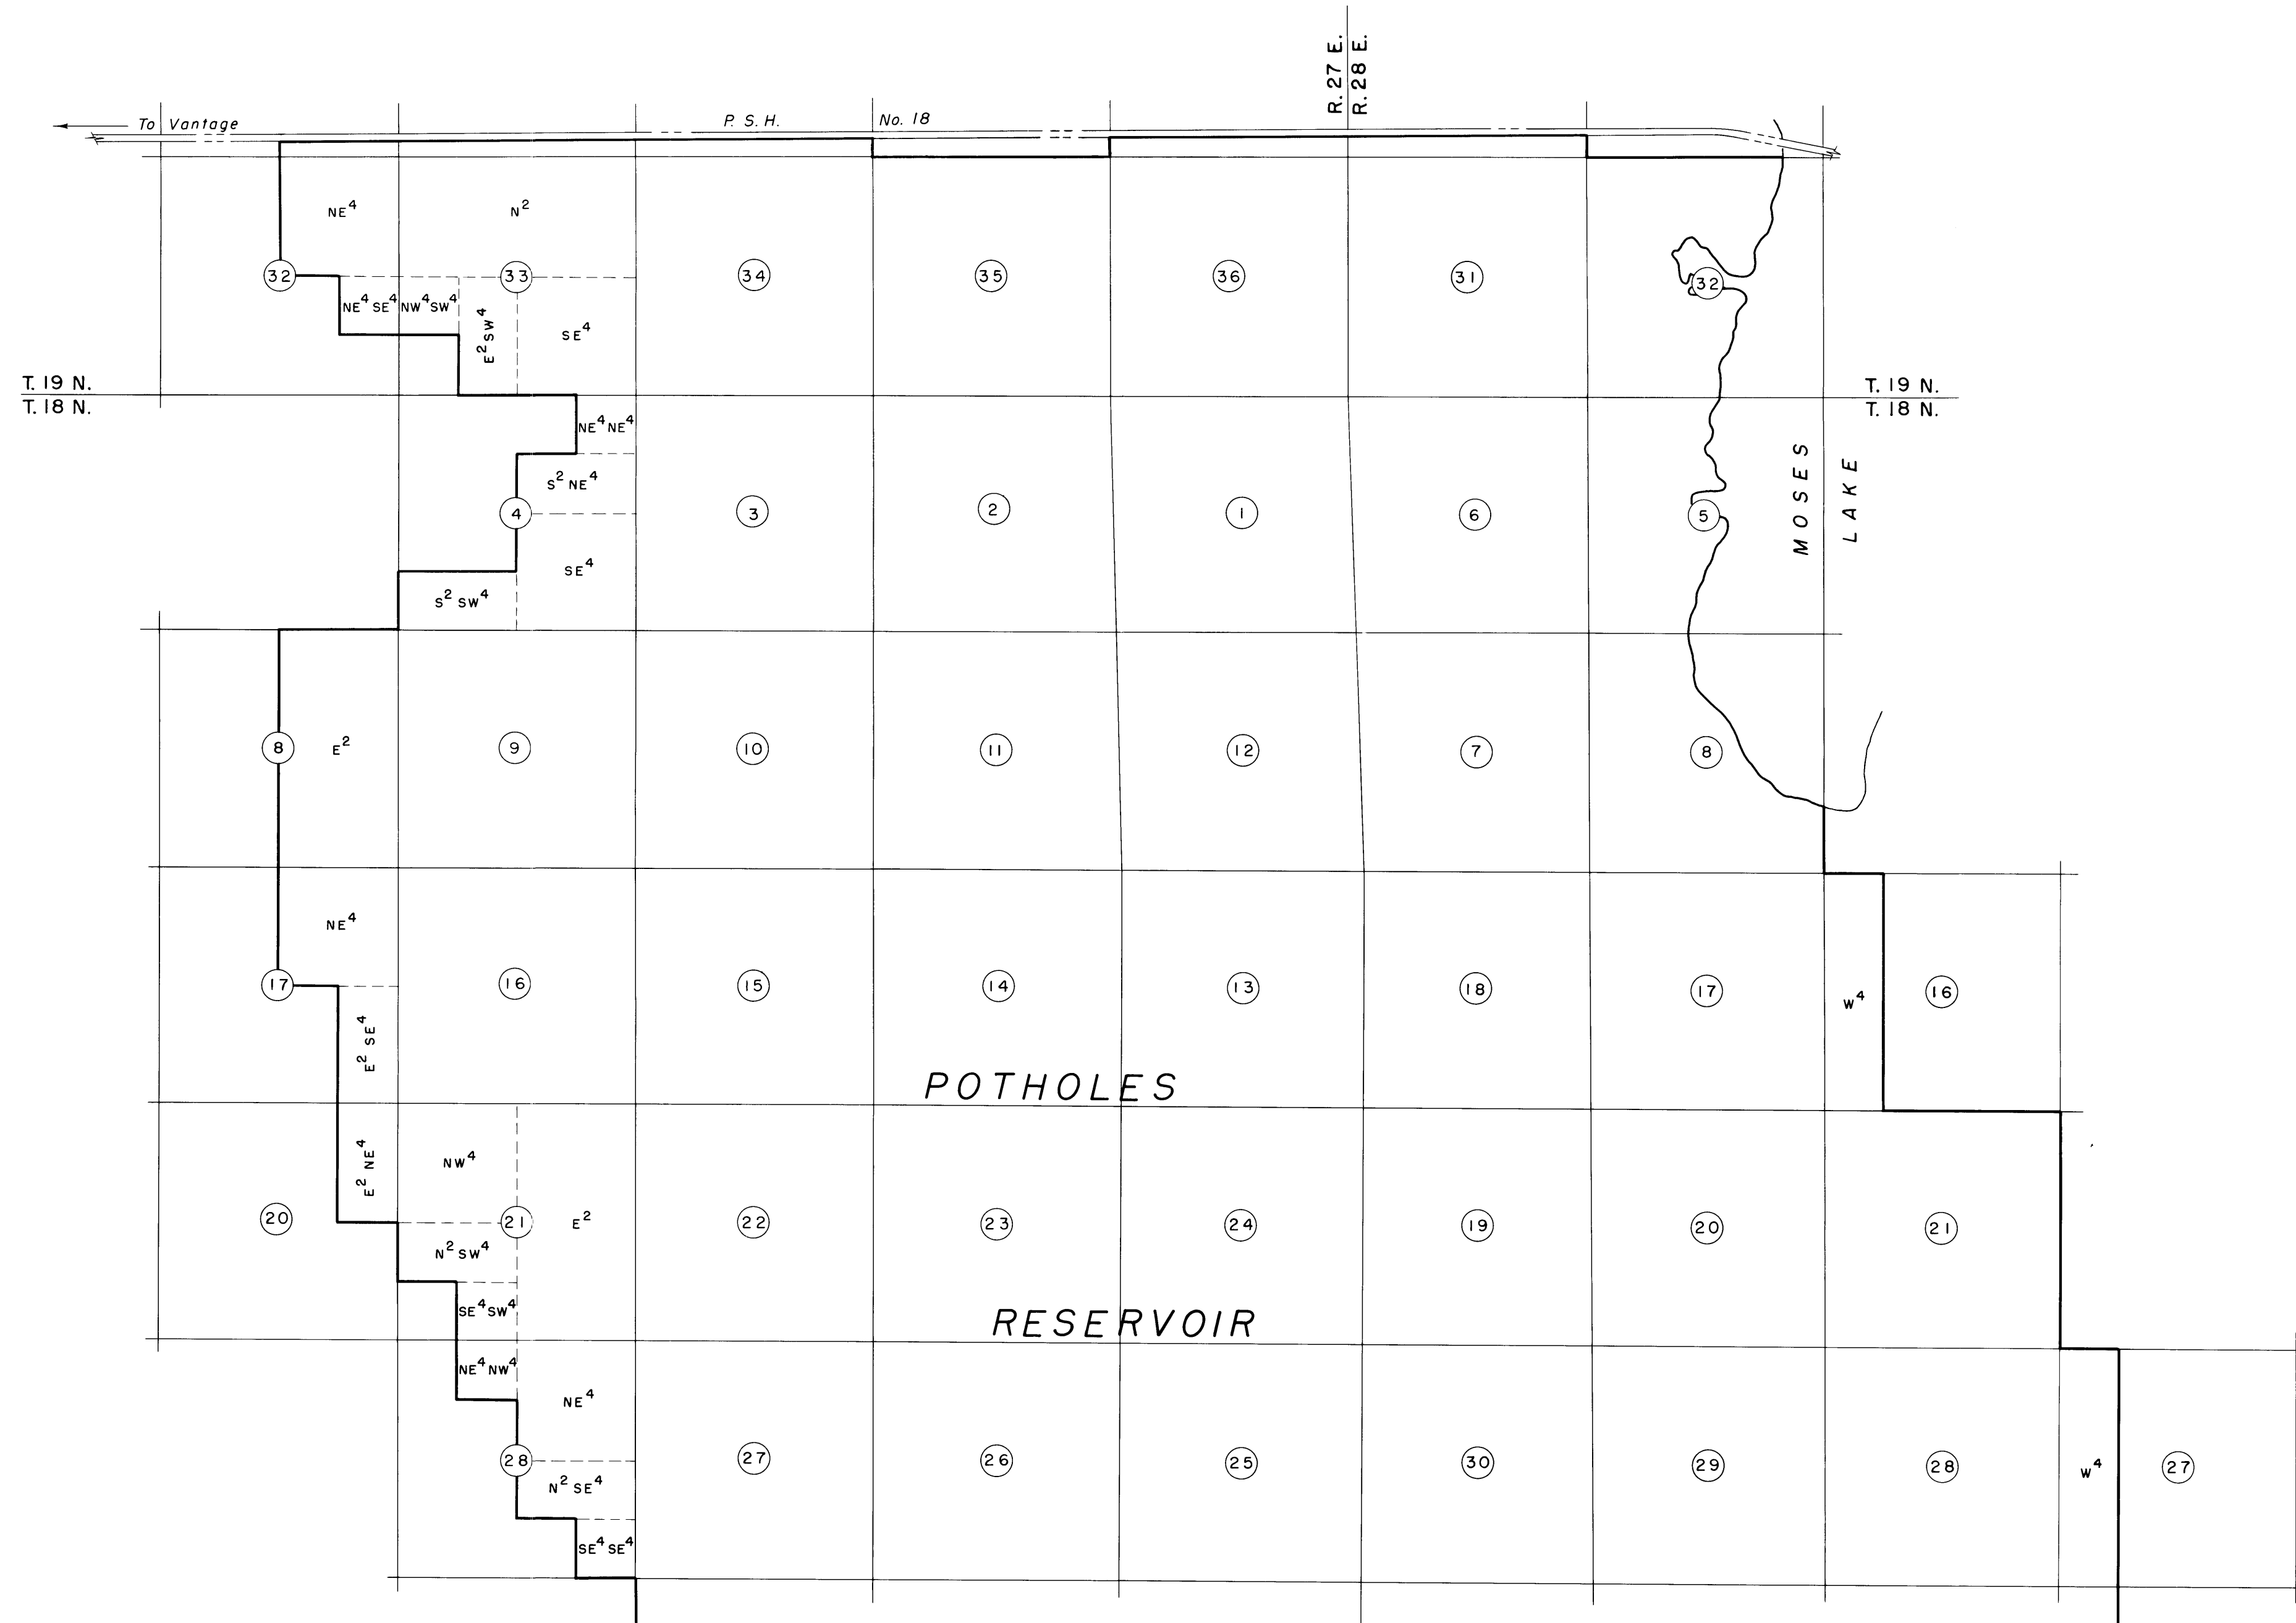 R. 27 E.
R. 28 E.
To Vantage
P. S. H. No. 18
NE⁴ N²
32 33 34 35 36 31 32
NE⁴ SE⁴ NW⁴ SW⁴
E² SW⁴
SE⁴
T. 19 N.
T. 18 N.
T. 19 N.
T. 18 N.
NE⁴ NE⁴
S² NE⁴
MOSES
LAKE
4 3 2 1 6 5
SE⁴
S² SW⁴
8 E² 9 10 11 12 7 8
NE⁴
17 16 15 14 13 18 17 W⁴ 16
E² SE⁴
POTHOLES
E² NE⁴
NW⁴
20 21 E² 22 23 24 19 20 21
N² SW⁴
SE⁴ SW⁴
RESERVOIR
NE⁴ NW⁴
NE⁴
28 27 26 25 30 29 28 W⁴ 27
N² SE⁴
SE⁴ SE⁴